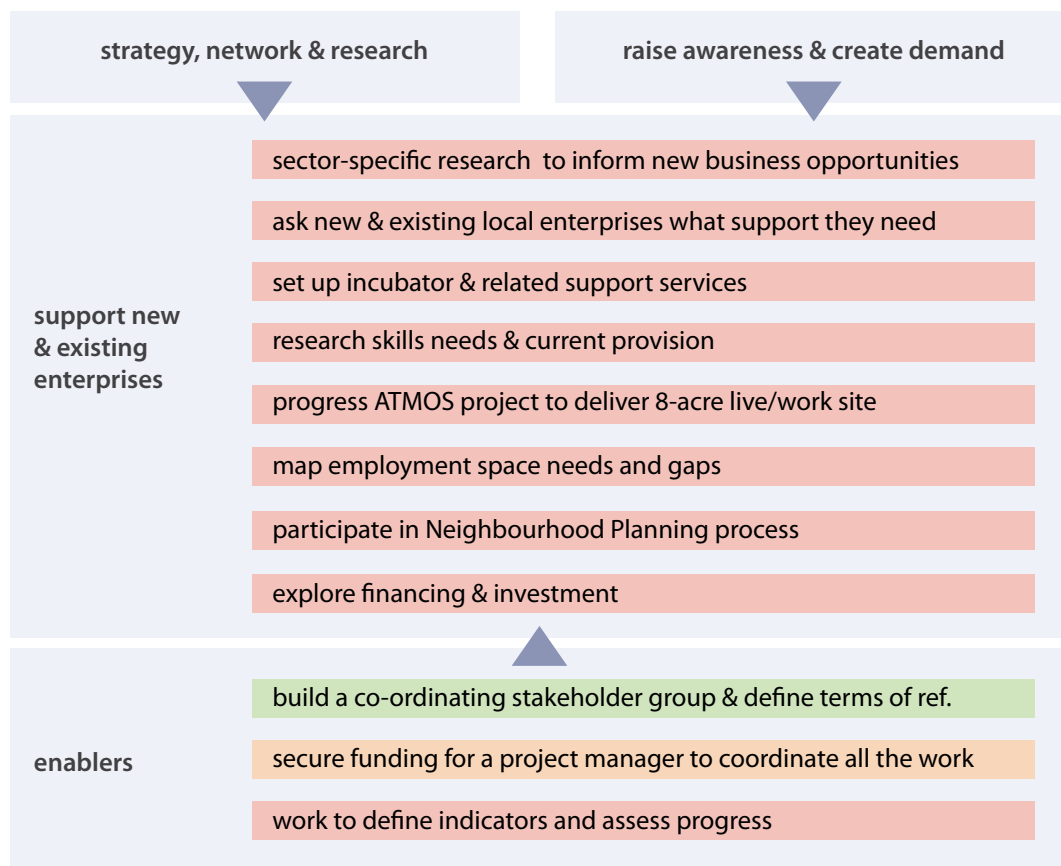 strategy, network & research
raise awareness & create demand
sector-specific research  to inform new business opportunities
ask new & existing local enterprises what support they need
set up incubator & related support services
support new
& existing
enterprises
research skills needs & current provision
progress ATMOS project to deliver 8-acre live/work site
map employment space needs and gaps
participate in Neighbourhood Planning process
explore financing & investment
build a co-ordinating stakeholder group & define terms of ref.
enablers
secure funding for a project manager to coordinate all the work
work to define indicators and assess progress